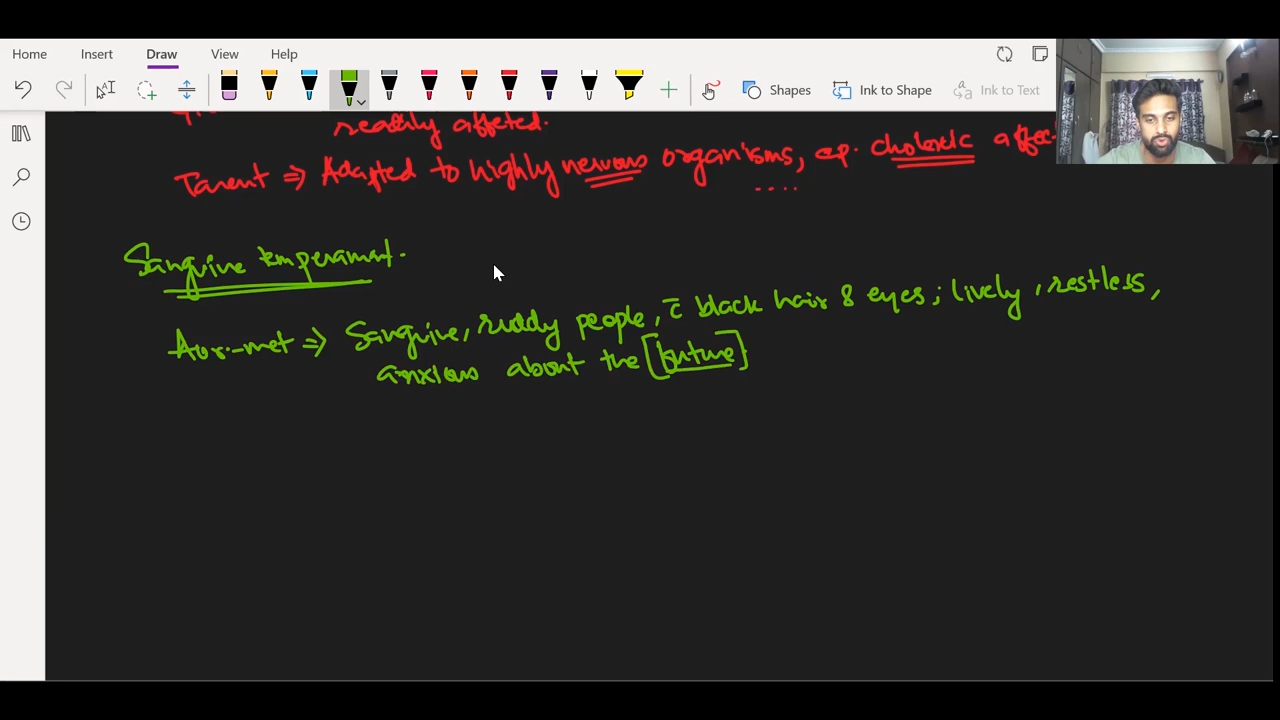 Home Insert Draw View Help
Shapes Ink to Shape Ink to Text
readily affeted.
Tarent ⇒ Adapted to highly nervous organisms, esp. choleric affec-
....
Sanguine temperament.
Aur-met ⇒ Sanguine, ruddy people, c̄ black hair & eyes; lively, restless,
anxious about the [future]